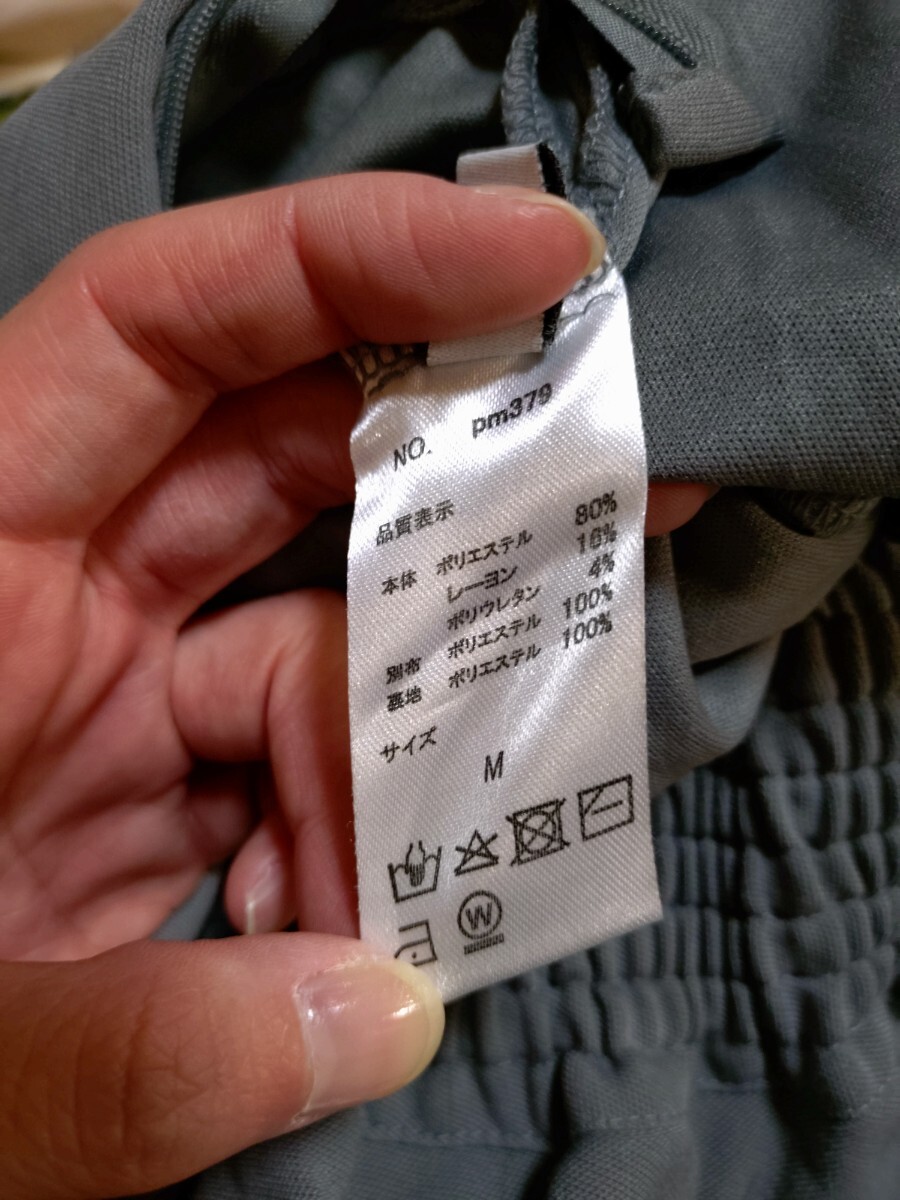 NO. pm379
品質表示
本体 ポリエステル 80%
レーヨン 16%
ポリウレタン 4%
別布 ポリエステル 100%
裏地 ポリエステル 100%
サイズ
M
W